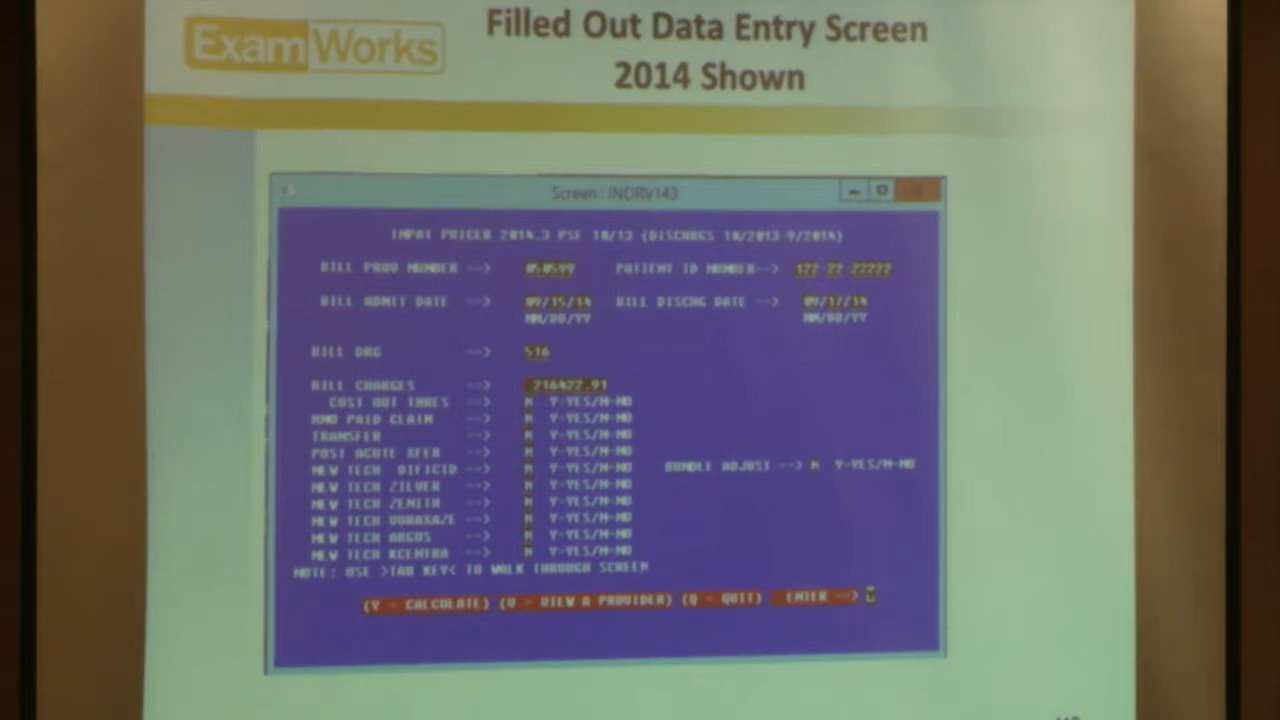 ExamWorks
Filled Out Data Entry Screen
2014 Shown
Screen : INDRV143
INPAT PRICER 2014.3 PSF 10/13 (DISCHRGS 10/2013-9/2014)
BILL PROV NUMBER --> 050599 PATIENT ID NUMBER--> 122-22-22222
BILL ADMIT DATE --> 09/15/14 BILL DISCHG DATE --> 09/17/14
MM/DD/YY MM/DD/YY
BILL DRG --> 516
BILL CHARGES --> 216422.91
COST OUT THRES --> N Y-YES/N-NO
HMO PAID CLAIM --> N Y-YES/N-NO
TRANSFER --> N Y-YES/N-NO
POST ACUTE XFER --> N Y-YES/N-NO
NEW TECH DIFICID --> N Y-YES/N-NO BUNDLE ADJUST --> N Y-YES/N-NO
NEW TECH ZILVER --> N Y-YES/N-NO
NEW TECH ZENITH --> N Y-YES/N-NO
NEW TECH VORAXAZE --> N Y-YES/N-NO
NEW TECH ARGUS --> N Y-YES/N-NO
NEW TECH KCENTRA --> N Y-YES/N-NO
NOTE: USE >TAB KEY< TO WALK THROUGH SCREEN
(Y - CALCULATE) (V - VIEW A PROVIDER) (Q - QUIT) ENTER --> Y